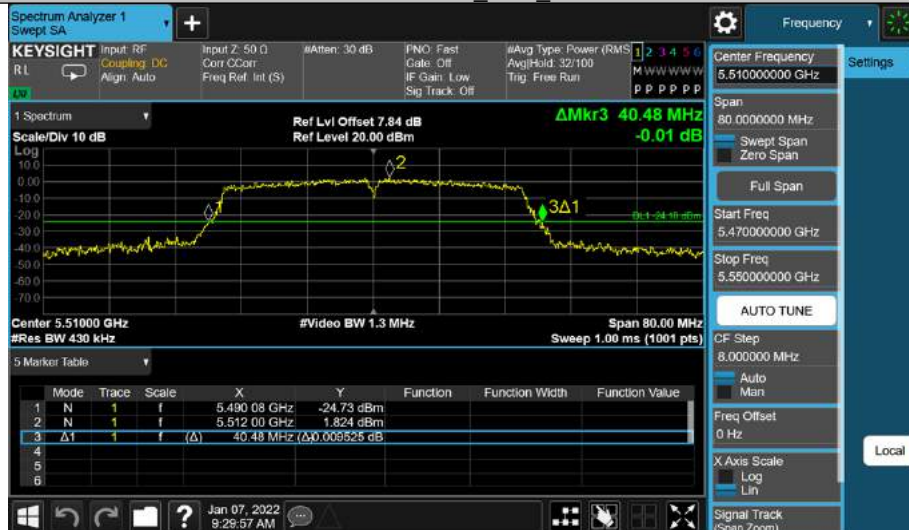 Spectrum Analyzer 1
Swept SA
+
Frequency
KEYSIGHT
RL
Input: RF
Coupling: DC
Align: Auto
Input Z: 50 Ω
Corr CCorr
Freq Ref: Int (S)
#Atten: 30 dB
PNO: Fast
Gate: Off
IF Gain: Low
Sig Track: Off
#Avg Type: Power (RMS
Avg|Hold: 32/100
Trig: Free Run
1 2 3 4 5 6
M W W W W W
P P P P P P
1 Spectrum
Scale/Div 10 dB
Ref Lvl Offset 7.84 dB
Ref Level 20.00 dBm
ΔMkr3 40.48 MHz
-0.01 dB
Log
10.0
0.00
-10.0
-20.0
-30.0
-40.0
-50.0
-60.0
-70.0
2
1
3Δ1
DL1 -24.18 dBm
Center 5.51000 GHz
#Res BW 430 kHz
#Video BW 1.3 MHz
Span 80.00 MHz
Sweep 1.00 ms (1001 pts)
5 Marker Table
Mode Trace Scale X Y Function Function Width Function Value
1 N 1 f 5.490 08 GHz -24.73 dBm
2 N 1 f 5.512 00 GHz 1.824 dBm
3 Δ1 1 f (Δ) 40.48 MHz (Δ)-0.009525 dB
4
5
6
?
Jan 07, 2022
9:29:57 AM
Center Frequency
5.510000000 GHz
Span
80.0000000 MHz
Swept Span
Zero Span
Full Span
Start Freq
5.470000000 GHz
Stop Freq
5.550000000 GHz
AUTO TUNE
CF Step
8.000000 MHz
Auto
Man
Freq Offset
0 Hz
X Axis Scale
Log
Lin
Signal Track
(Span Zoom)
Settings
Local